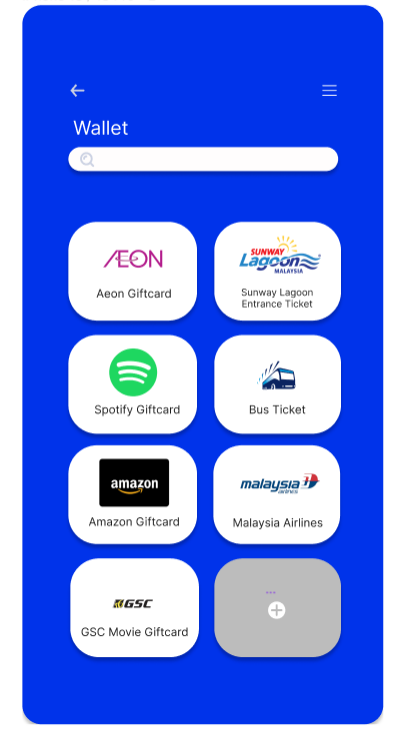 Wallet
ÆON
Aeon Giftcard
SUNWAY
Lagoon
MALAYSIA
Sunway Lagoon
Entrance Ticket
Spotify Giftcard
Bus Ticket
amazon
Amazon Giftcard
malaysia
airlines
Malaysia Airlines
GSC
GSC Movie Giftcard